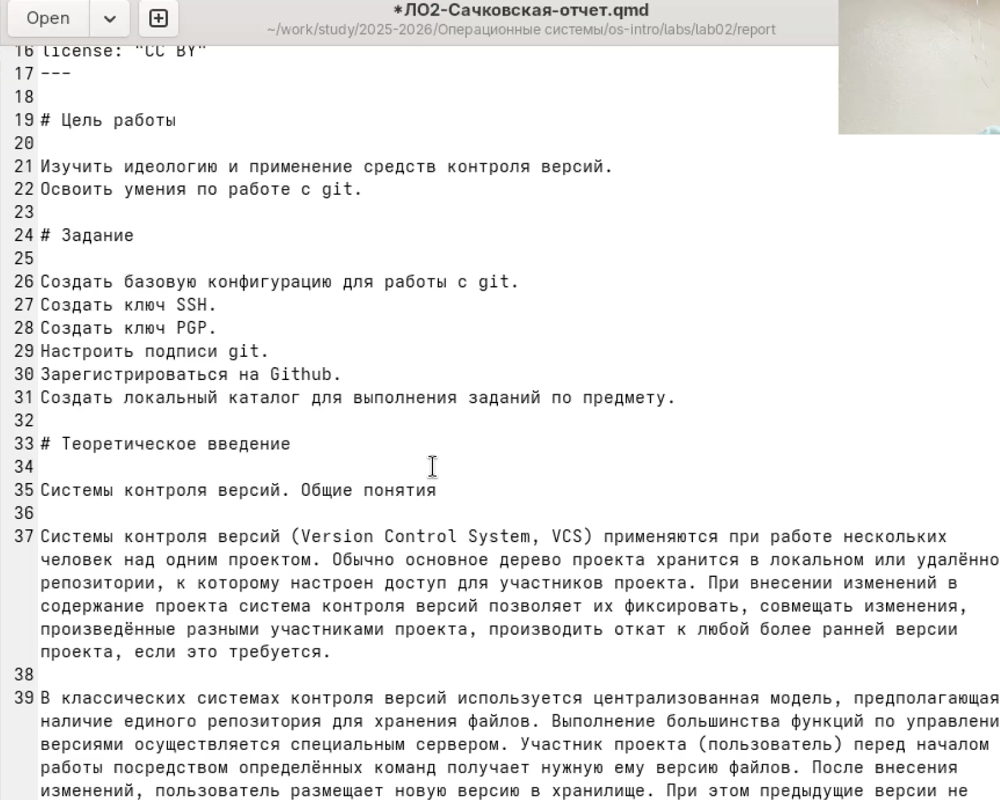 Open
*ЛО2-Сачковская-отчет.qmd
~/work/study/2025-2026/Операционные системы/os-intro/labs/lab02/report
16 license: "CC BY"
17 ---
18
19 # Цель работы
20
21 Изучить идеологию и применение средств контроля версий.
22 Освоить умения по работе с git.
23
24 # Задание
25
26 Создать базовую конфигурацию для работы с git.
27 Создать ключ SSH.
28 Создать ключ PGP.
29 Настроить подписи git.
30 Зарегистрироваться на Github.
31 Создать локальный каталог для выполнения заданий по предмету.
32
33 # Теоретическое введение
34
35 Системы контроля версий. Общие понятия
36
37 Системы контроля версий (Version Control System, VCS) применяются при работе нескольких
человек над одним проектом. Обычно основное дерево проекта хранится в локальном или удалённо
репозитории, к которому настроен доступ для участников проекта. При внесении изменений в
содержание проекта система контроля версий позволяет их фиксировать, совмещать изменения,
произведённые разными участниками проекта, производить откат к любой более ранней версии
проекта, если это требуется.
38
39 В классических системах контроля версий используется централизованная модель, предполагающая
наличие единого репозитория для хранения файлов. Выполнение большинства функций по управлени
версиями осуществляется специальным сервером. Участник проекта (пользователь) перед началом
работы посредством определённых команд получает нужную ему версию файлов. После внесения
изменений, пользователь размещает новую версию в хранилище. При этом предыдущие версии не